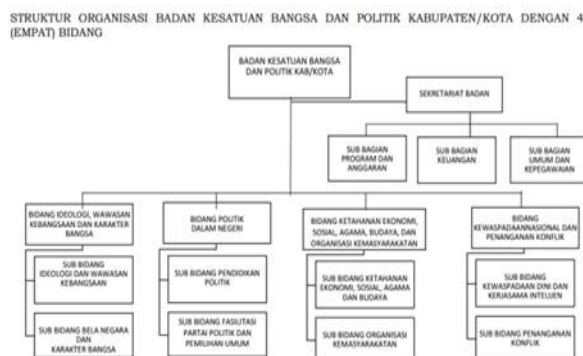 STRUKTUR ORGANISASI BADAN KESATUAN BANGSA DAN POLITIK KABUPATEN/KOTA DENGAN 4
(EMPAT) BIDANG
BADAN KESATUAN BANGSA
DAN POLITIK KAB/KOTA
SEKRETARIAT BADAN
SUB BAGIAN
PROGRAM DAN
ANGGARAN
SUB BAGIAN
KEUANGAN
SUB BAGIAN
UMUM DAN
KEPEGAWAIAN
BIDANG IDEOLOGI, WAWASAN
KEBANGSAAN DAN KARAKTER
BANGSA
BIDANG POLITIK
DALAM NEGERI
BIDANG KETAHANAN EKONOMI,
SOSIAL, AGAMA, BUDAYA, DAN
ORGANISASI KEMASYARAKATAN
BIDANG
KEWASPADAANNASIONAL DAN
PENANGANAN KONFLIK
SUB BIDANG
IDEOLOGI DAN WAWASAN
KEBANGSAAN
SUB BIDANG PENDIDIKAN
POLITIK
SUB BIDANG KETAHANAN
EKONOMI, SOSIAL, AGAMA
DAN BUDAYA
SUB BIDANG
KEWASPADAAN DINI DAN
KERJASAMA INTELIJEN
SUB BIDANG BELA NEGARA
DAN
KARAKTER BANGSA
SUB BIDANG FASILITASI
PARTAI POLITIK DAN
PEMILIHAN UMUM
SUB BIDANG ORGANISASI
KEMASYARAKATAN
SUB BIDANG PENANGANAN
KONFLIK